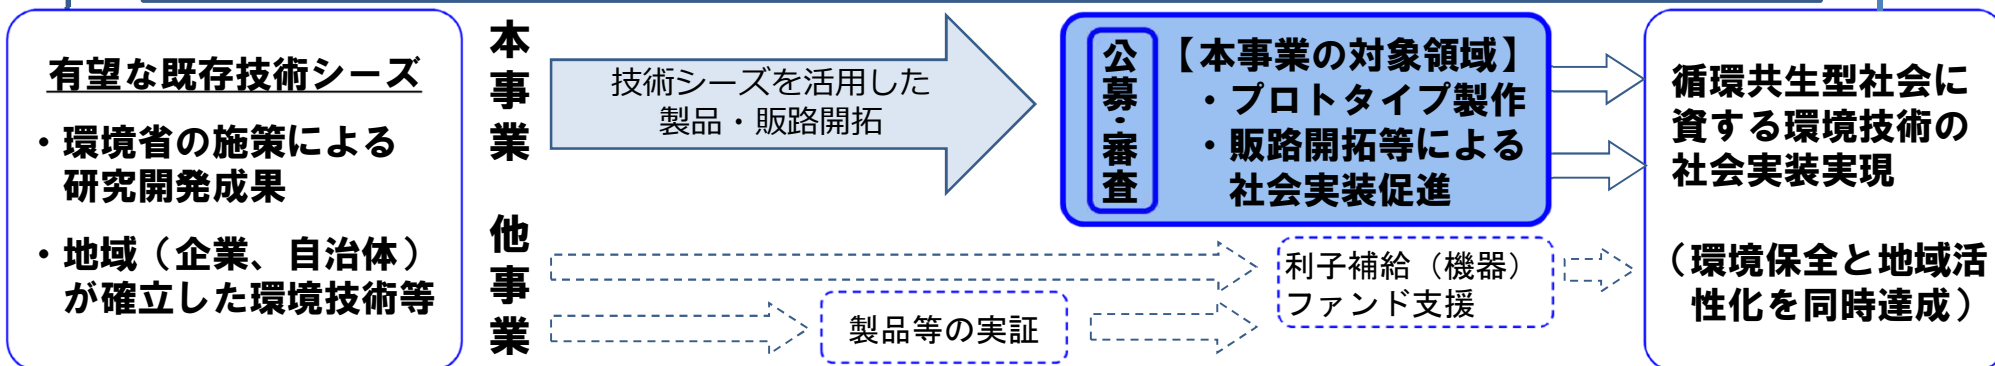 有望な既存技術シーズ
・環境省の施策による
研究開発成果
・地域（企業、自治体）
が確立した環境技術等
本事業
技術シーズを活用した
製品・販路開拓
公募・審査
【本事業の対象領域】
・プロトタイプ製作
・販路開拓等による
社会実装促進
他事業
製品等の実証
利子補給（機器）
ファンド支援
循環共生型社会に
資する環境技術の
社会実装実現
（環境保全と地域活
性化を同時達成）